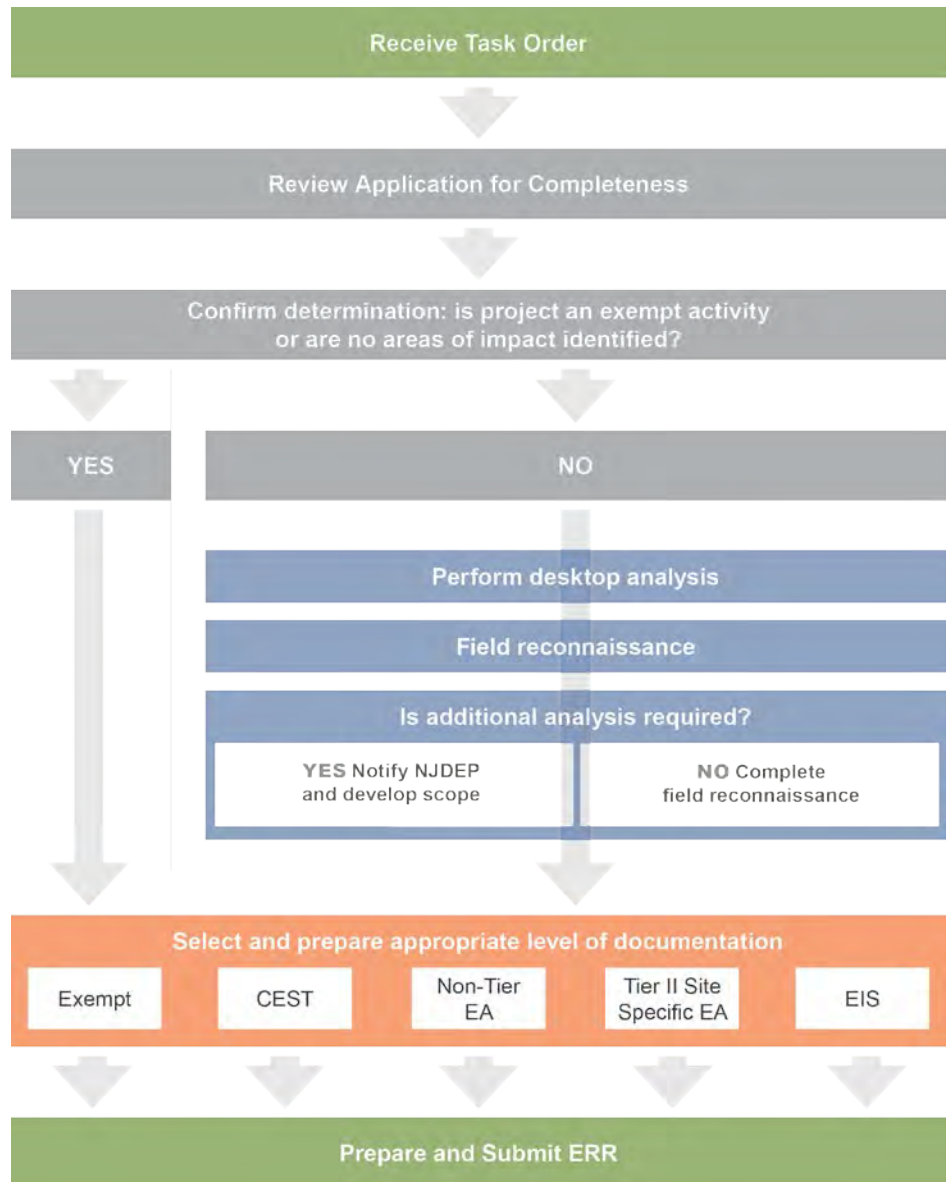 Receive Task Order
Review Application for Completeness
Confirm determination: is project an exempt activity
or are no areas of impact identified?
YES
NO
Perform desktop analysis
Field reconnaissance
Is additional analysis required?
YES Notify NJDEP
and develop scope
NO Complete
field reconnaissance
Select and prepare appropriate level of documentation
Exempt
CEST
Non-Tier
EA
Tier II Site
Specific EA
EIS
Prepare and Submit ERR